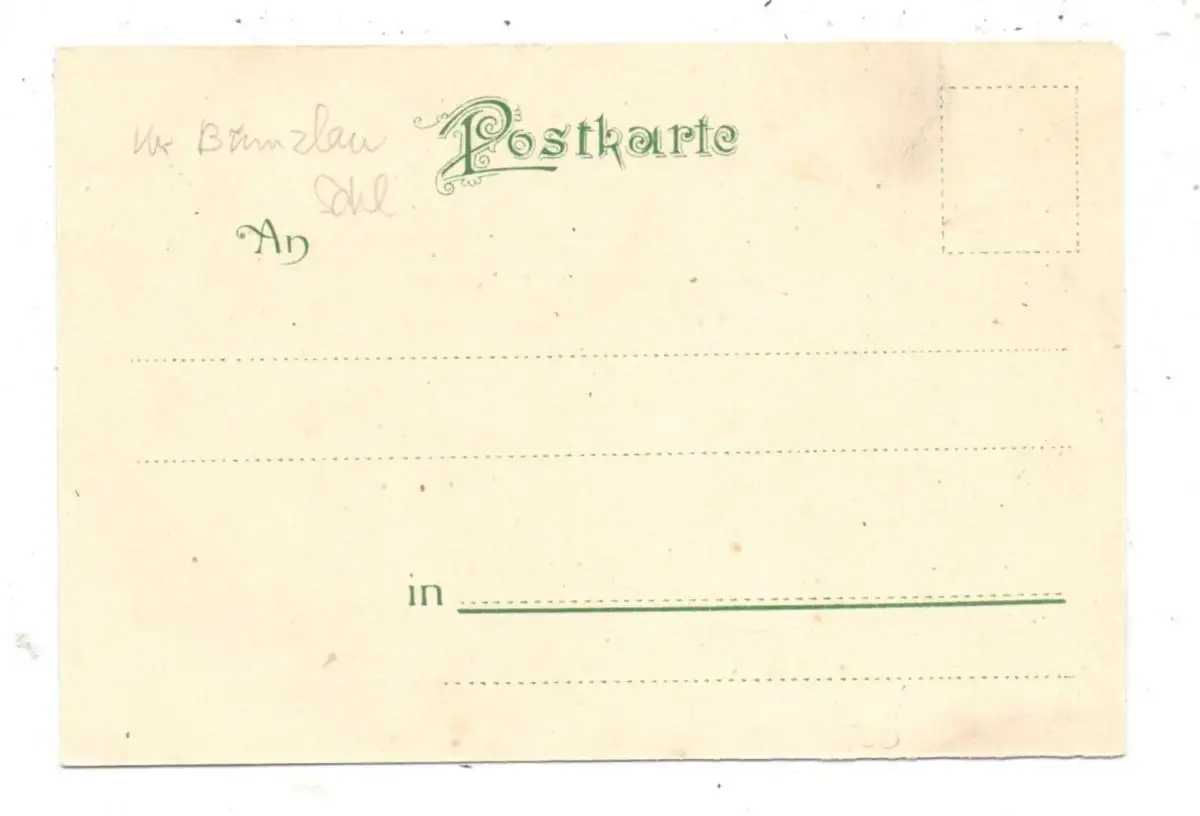 Kr Bunzlau
Schl.
Postkarte
An
in